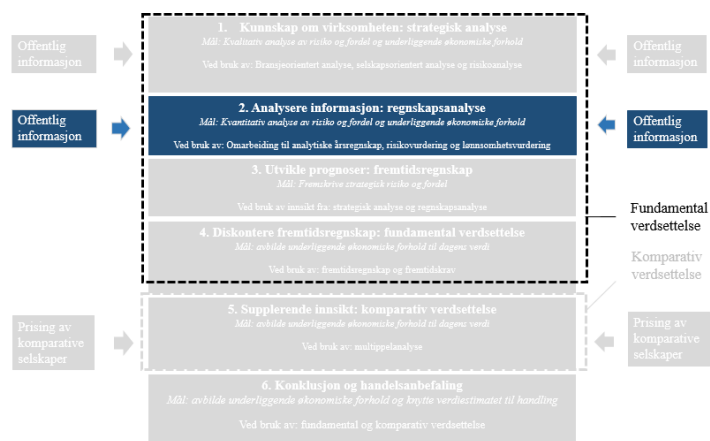 1. Kunnskap om virksomheten: strategisk analyse
Mål: Kvalitativ analyse av risiko og fordel og underliggende økonomiske forhold
Ved bruk av: Bransjeorientert analyse, selskapsorientert analyse og risikoanalyse
Offentlig
informasjon
Offentlig
informasjon
2. Analysere informasjon: regnskapsanalyse
Mål: Kvantitativ analyse av risiko og fordel og underliggende økonomiske forhold
Ved bruk av: Omarbeiding til analytiske årsregnskap, risikovurdering og lønnsomhetsvurdering
Offentlig
informasjon
Offentlig
informasjon
3. Utvikle prognoser: fremtidsregnskap
Mål: Fremskrive strategisk risiko og fordel
Ved bruk av innsikt fra: strategisk analyse og regnskapsanalyse
Fundamental
verdsettelse
4. Diskontere fremtidsregnskap: fundamental verdsettelse
Mål: avbilde underliggende økonomiske forhold til dagens verdi
Ved bruk av: fremtidsregnskap og fremtidskrav
Komparativ
verdsettelse
5. Supplerende innsikt: komparativ verdsettelse
Mål: avbilde underliggende økonomiske forhold til dagens verdi
Ved bruk av: multippelanalyse
Prising av
komparative
selskaper
Prising av
komparative
selskaper
6. Konklusjon og handelsanbefaling
Mål: avbilde underliggende økonomiske forhold og knytte verdiestimatet til handling
Ved bruk av: fundamental og komparativ verdsettelse